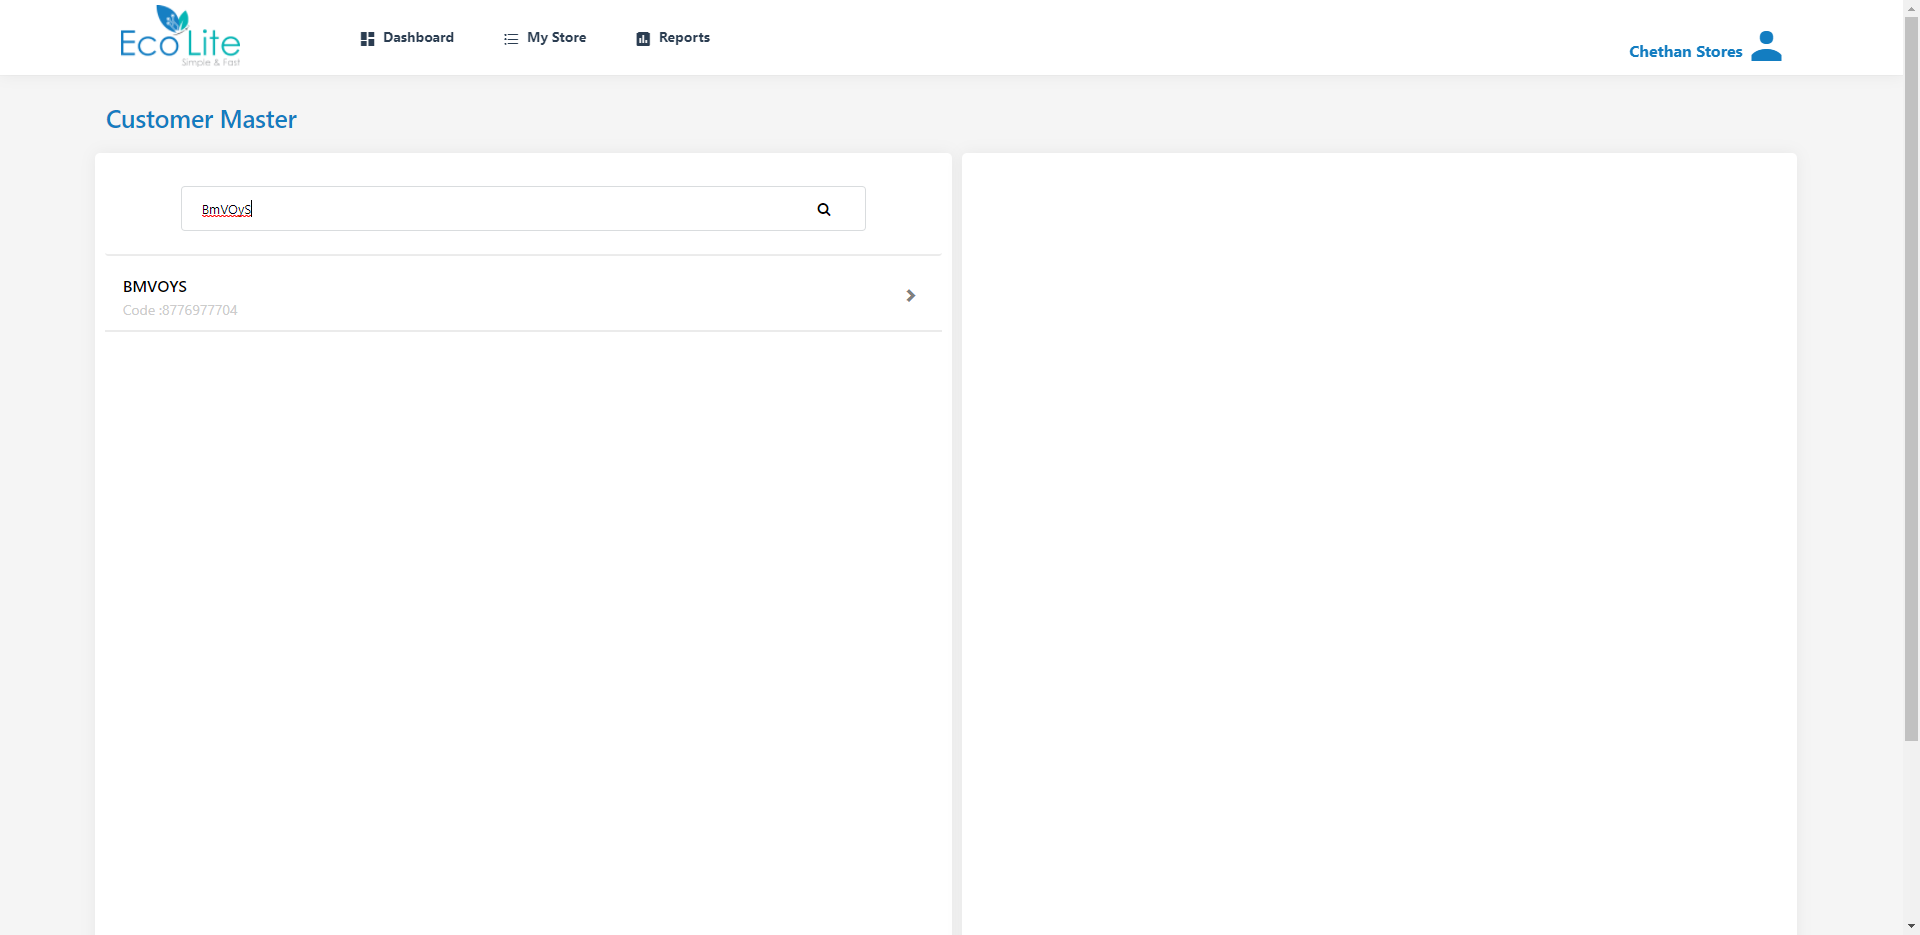 Eco Lite
Simple & Fast
Dashboard
My Store
Reports
Chethan Stores
Customer Master
BmVOyS
BMVOYS
Code :8776977704